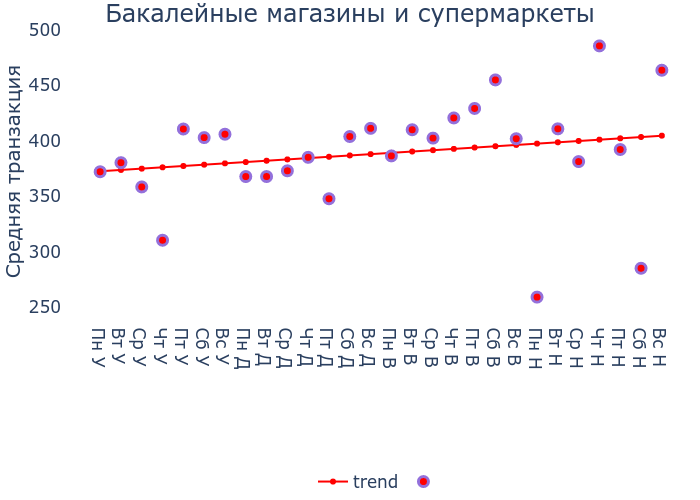 Бакалейные магазины и супермаркеты
Средняя транзакция
500
450
400
350
300
250
Пн У
Вт У
Ср У
Чт У
Пт У
Сб У
Вс У
Пн Д
Вт Д
Ср Д
Чт Д
Пт Д
Сб Д
Вс Д
Пн В
Вт В
Ср В
Чт В
Пт В
Сб В
Вс В
Пн Н
Вт Н
Ср Н
Чт Н
Пт Н
Сб Н
Вс Н
trend